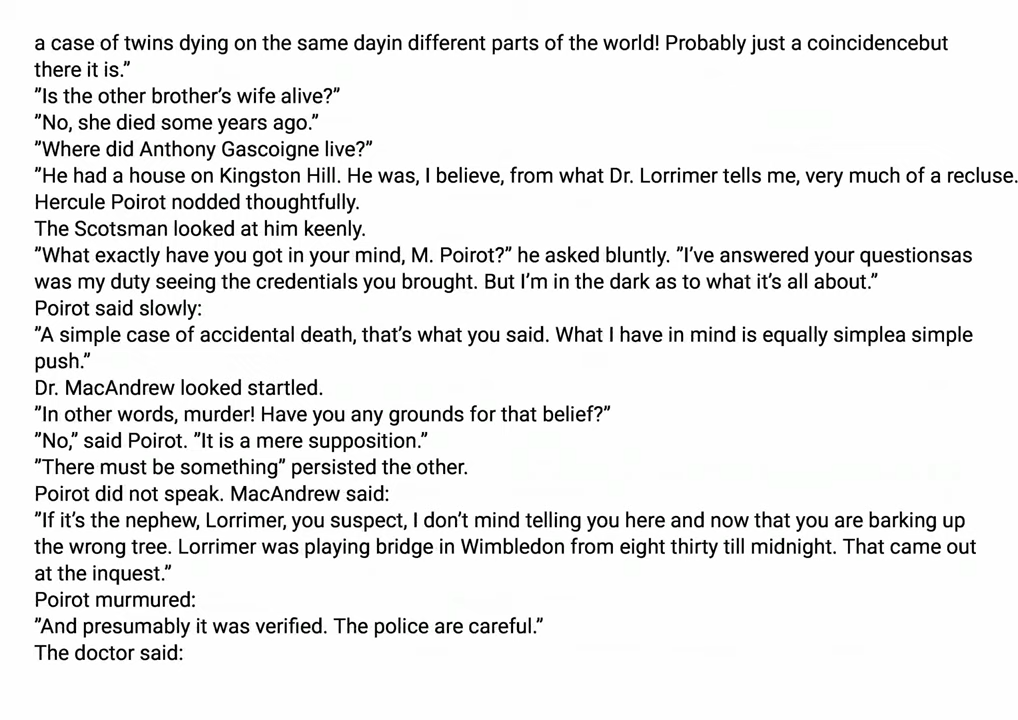 a case of twins dying on the same dayin different parts of the world! Probably just a coincidencebut
there it is.”
”Is the other brother’s wife alive?”
”No, she died some years ago.”
”Where did Anthony Gascoigne live?”
”He had a house on Kingston Hill. He was, I believe, from what Dr. Lorrimer tells me, very much of a recluse.
Hercule Poirot nodded thoughtfully.
The Scotsman looked at him keenly.
”What exactly have you got in your mind, M. Poirot?” he asked bluntly. ”I’ve answered your questionsas
was my duty seeing the credentials you brought. But I’m in the dark as to what it’s all about.”
Poirot said slowly:
”A simple case of accidental death, that’s what you said. What I have in mind is equally simplea simple
push.”
Dr. MacAndrew looked startled.
”In other words, murder! Have you any grounds for that belief?”
”No,” said Poirot. ”It is a mere supposition.”
”There must be something” persisted the other.
Poirot did not speak. MacAndrew said:
”If it’s the nephew, Lorrimer, you suspect, I don’t mind telling you here and now that you are barking up
the wrong tree. Lorrimer was playing bridge in Wimbledon from eight thirty till midnight. That came out
at the inquest.”
Poirot murmured:
”And presumably it was verified. The police are careful.”
The doctor said: